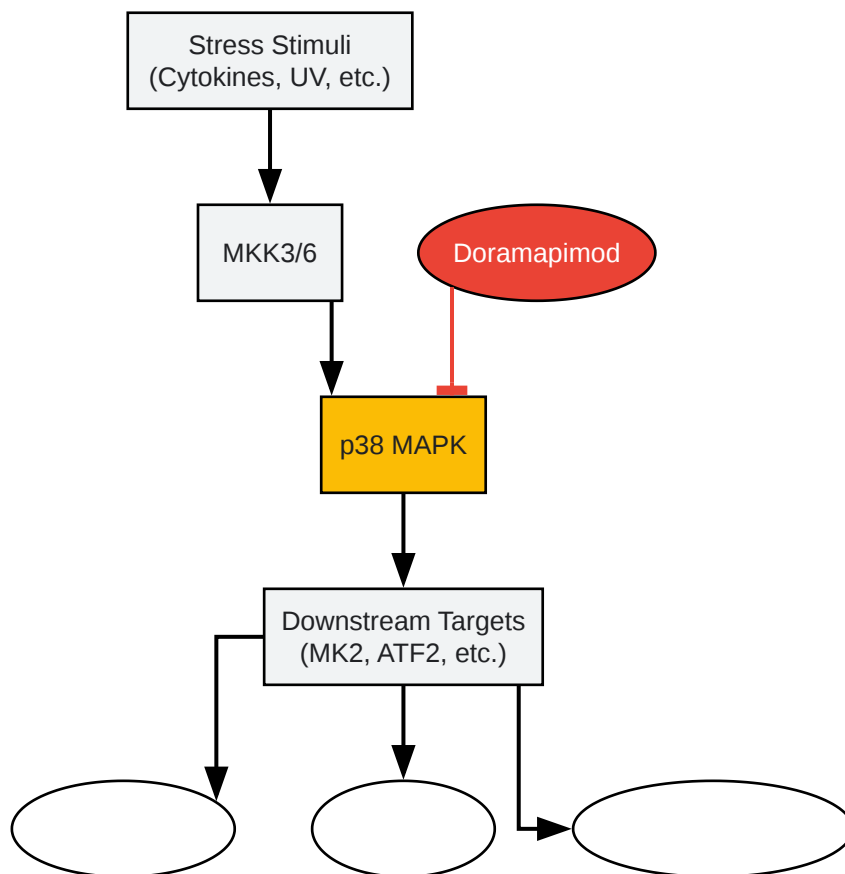 Stress Stimuli
(Cytokines, UV, etc.)
MKK3/6
Doramapimod
p38 MAPK
Downstream Targets
(MK2, ATF2, etc.)